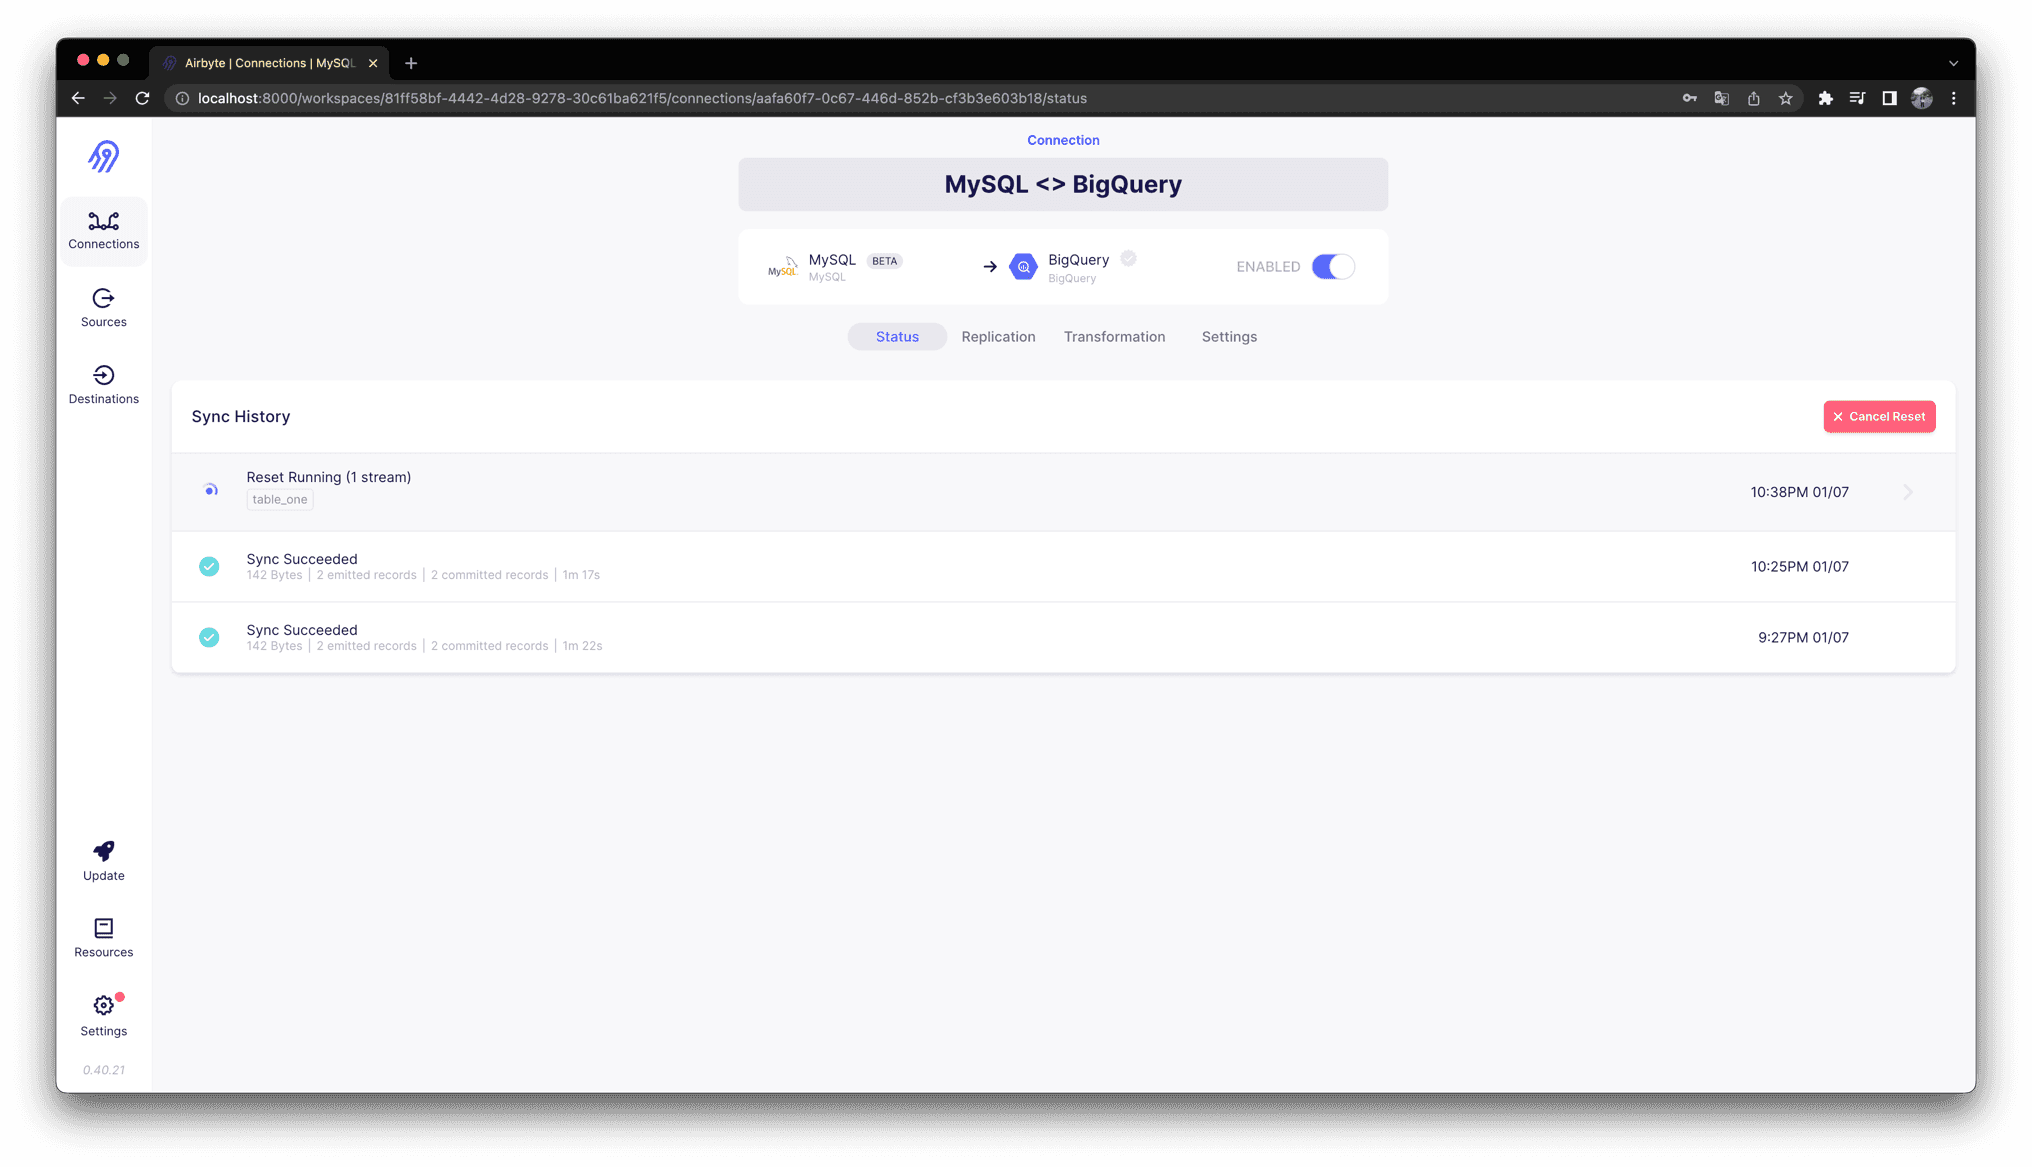 Airbyte | Connections | MySQL
localhost:8000/workspaces/81ff58bf-4442-4d28-9278-30c61ba621f5/connections/aafa60f7-0c67-446d-852b-cf3b3e603b18/status
Connection
MySQL <> BigQuery
Connections
MySQL
MySQL BETA
MySQL
BigQuery
BigQuery
ENABLED
Sources
Status Replication Transformation Settings
Destinations
Sync History
Cancel Reset
Reset Running (1 stream)
table_one
10:38PM 01/07
Sync Succeeded
142 Bytes | 2 emitted records | 2 committed records | 1m 17s
10:25PM 01/07
Sync Succeeded
142 Bytes | 2 emitted records | 2 committed records | 1m 22s
9:27PM 01/07
Update
Resources
Settings
0.40.21